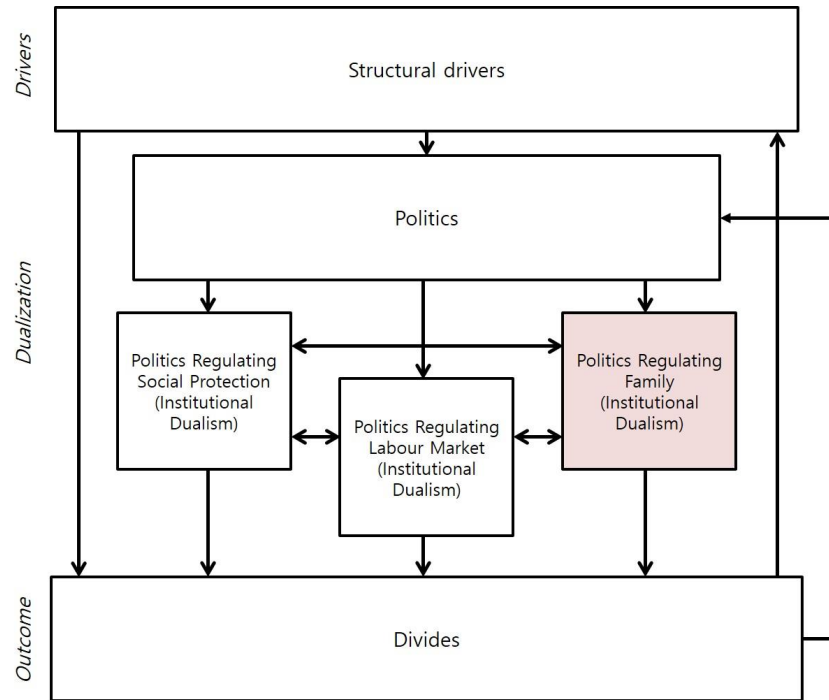 Drivers
Structural drivers
Dualization
Politics
Politics Regulating
Social Protection
(Institutional
Dualism)
Politics Regulating
Labour Market
(Institutional
Dualism)
Politics Regulating
Family
(Institutional
Dualism)
Outcome
Divides